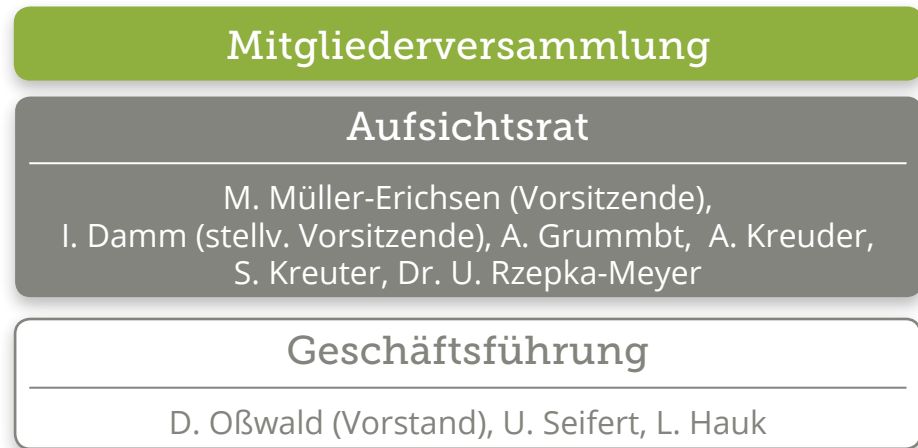 Mitgliederversammlung
Aufsichtsrat
M. Müller-Erichsen (Vorsitzende),
I. Damm (stellv. Vorsitzende), A. Grummbt, A. Kreuder,
S. Kreuter, Dr. U. Rzepka-Meyer
Geschäftsführung
D. Oßwald (Vorstand), U. Seifert, L. Hauk